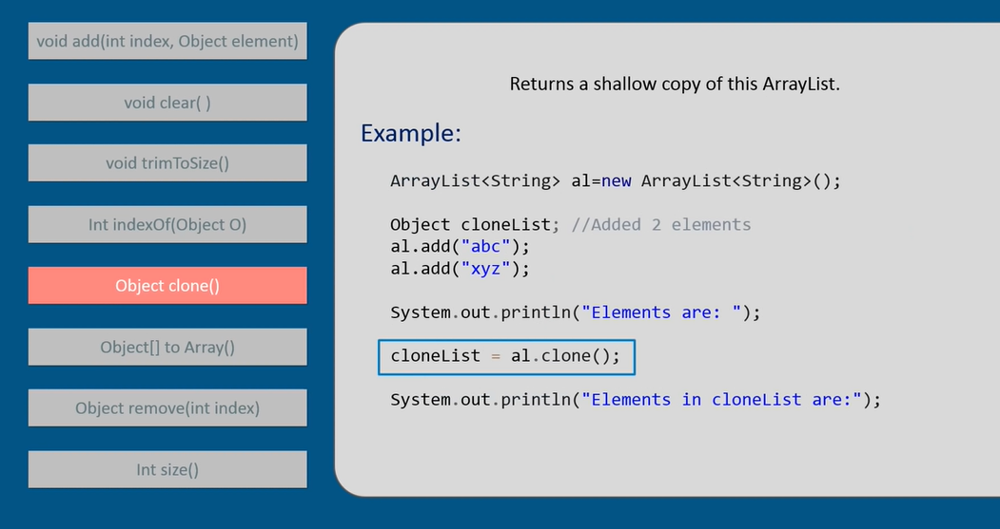 void add(int index, Object element)
void clear( )
void trimToSize()
Int indexOf(Object O)
Object clone()
Object[] to Array()
Object remove(int index)
Int size()
Returns a shallow copy of this ArrayList.
Example:
ArrayList<String> al=new ArrayList<String>();
Object cloneList; //Added 2 elements
al.add("abc");
al.add("xyz");
System.out.println("Elements are: ");
cloneList = al.clone();
System.out.println("Elements in cloneList are:");